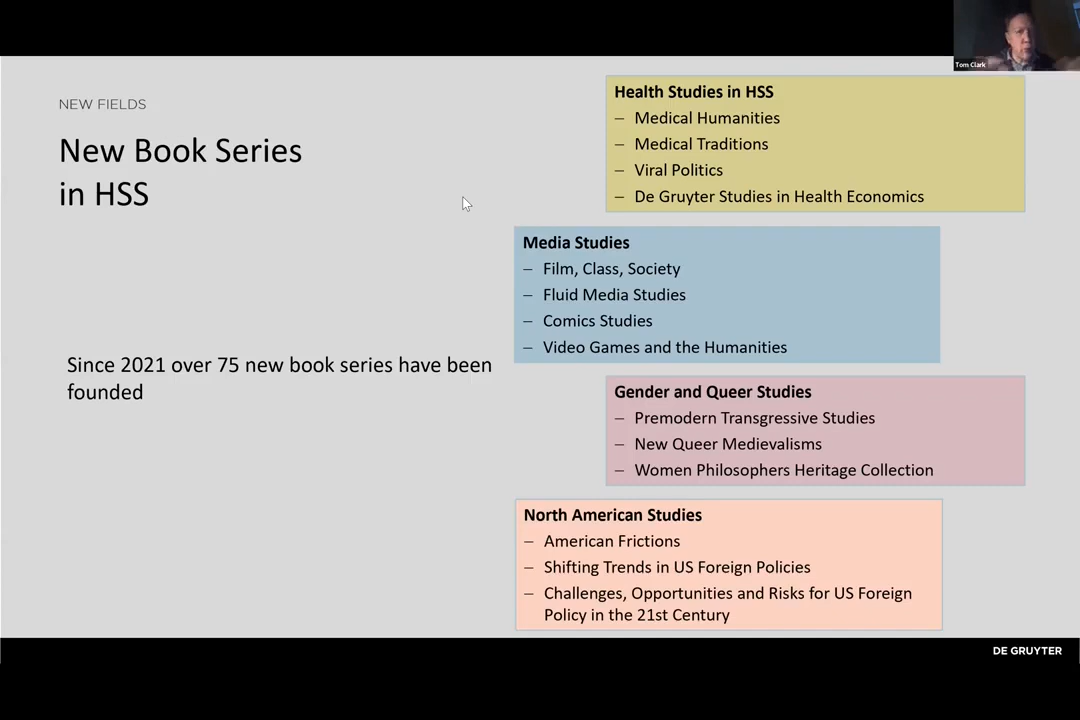 Tom Clark
NEW FIELDS
New Book Series
in HSS
Since 2021 over 75 new book series have been
founded
Health Studies in HSS
– Medical Humanities
– Medical Traditions
– Viral Politics
– De Gruyter Studies in Health Economics
Media Studies
– Film, Class, Society
– Fluid Media Studies
– Comics Studies
– Video Games and the Humanities
Gender and Queer Studies
– Premodern Transgressive Studies
– New Queer Medievalisms
– Women Philosophers Heritage Collection
North American Studies
– American Frictions
– Shifting Trends in US Foreign Policies
– Challenges, Opportunities and Risks for US Foreign
Policy in the 21st Century
DE GRUYTER